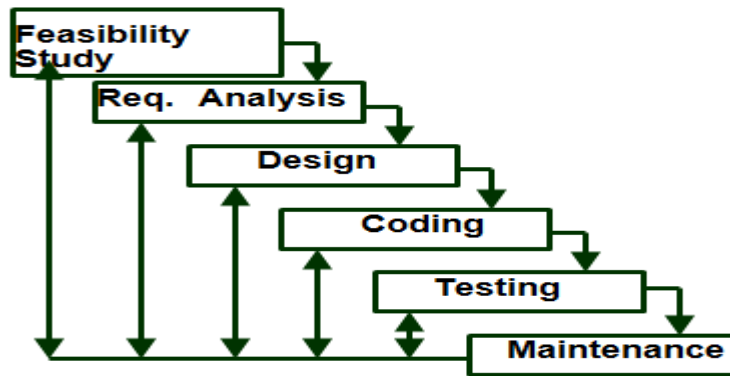 Feasibility
Study
Req. Analysis
Design
Coding
Testing
Maintenance